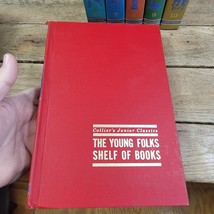 Collier's Junior Classics
THE YOUNG FOLKS
SHELF OF BOOKS